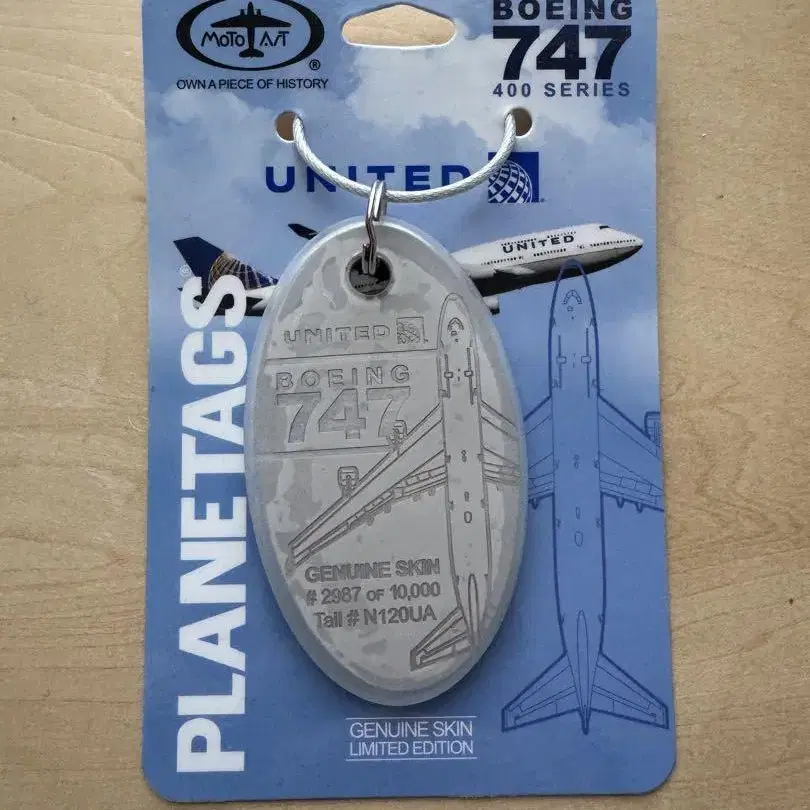 MOTO ART
®
OWN A PIECE OF HISTORY
BOEING
747
400 SERIES
UNITED
UNITED
PLANETAGS®
UNITED
BOEING
747
GENUINE SKIN
# 2987 OF 10,000
Tail # N120UA
GENUINE SKIN
LIMITED EDITION